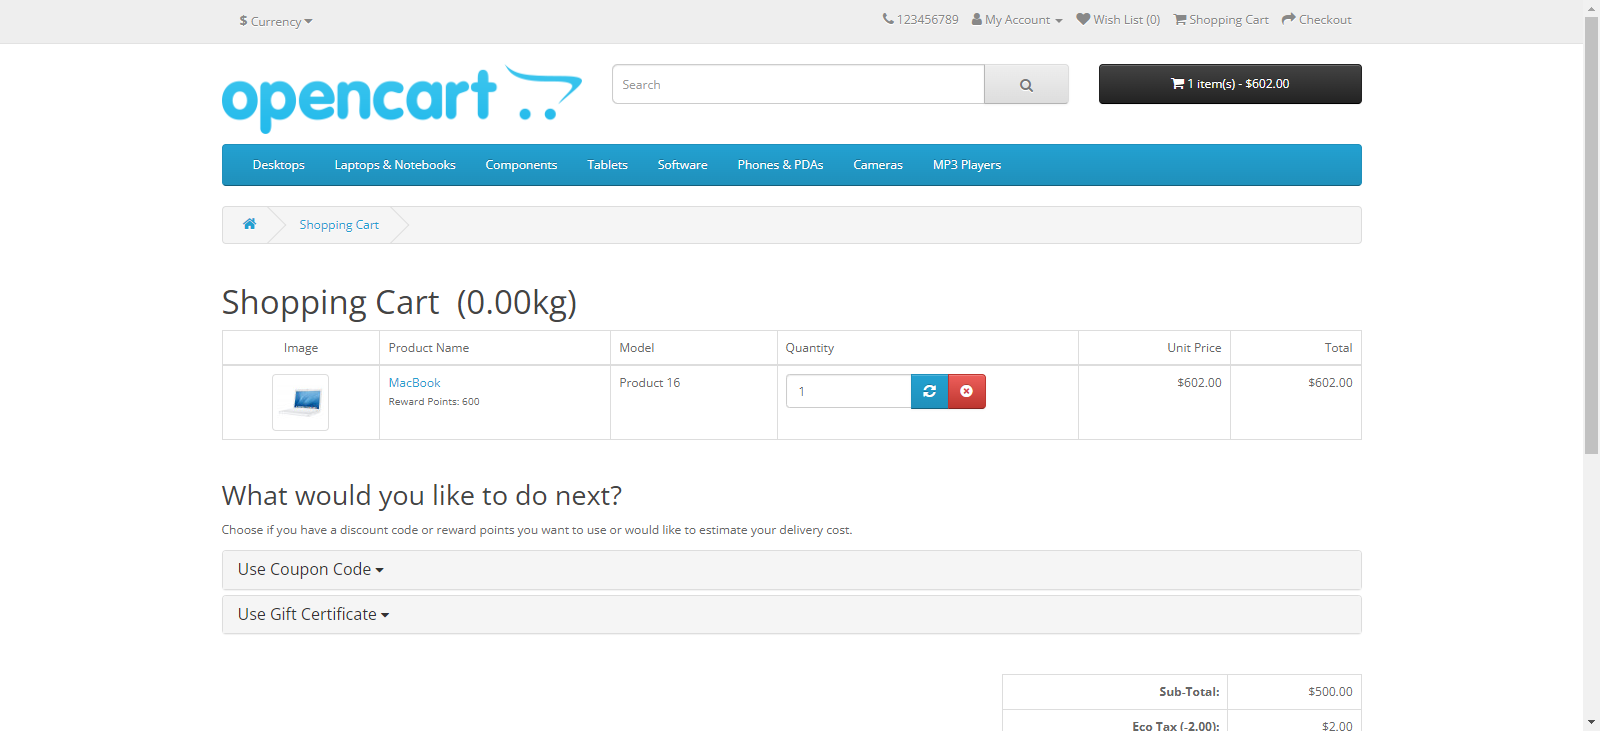 $ Currency
123456789 My Account Wish List (0) Shopping Cart Checkout
opencart
Search
1 item(s) - $602.00
Desktops Laptops & Notebooks Components Tablets Software Phones & PDAs Cameras MP3 Players
Shopping Cart
Shopping Cart (0.00kg)
Image Product Name Model Quantity Unit Price Total
MacBook Product 16 1 $602.00 $602.00
Reward Points: 600
What would you like to do next?
Choose if you have a discount code or reward points you want to use or would like to estimate your delivery cost.
Use Coupon Code
Use Gift Certificate
Sub-Total: $500.00
Eco Tax (-2.00): $2.00